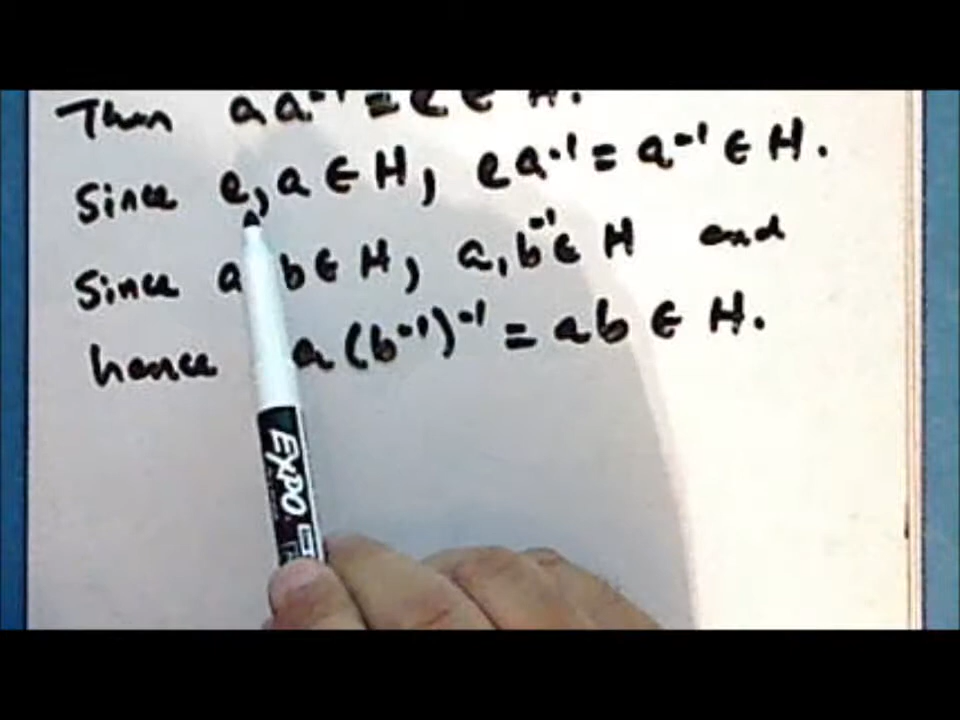 Then aa⁻¹ = e ∈ H.
Since e, a ∈ H, ea⁻¹ = a⁻¹ ∈ H.
Since a b ∈ H, a, b⁻¹ ∈ H and
hence a(b⁻¹)⁻¹ = ab ∈ H.
EXPO